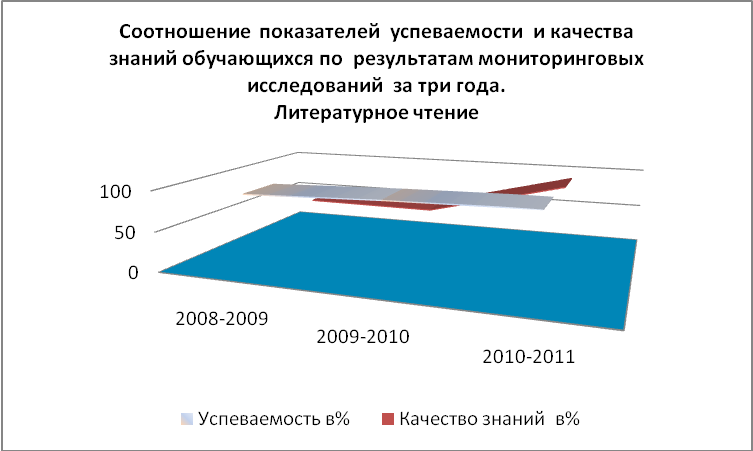 Соотношение показателей успеваемости и качества
знаний обучающихся по результатам мониторинговых
исследований за три года.
Литературное чтение
100
50
0
2008-2009
2009-2010
2010-2011
Успеваемость в%
Качество знаний в%